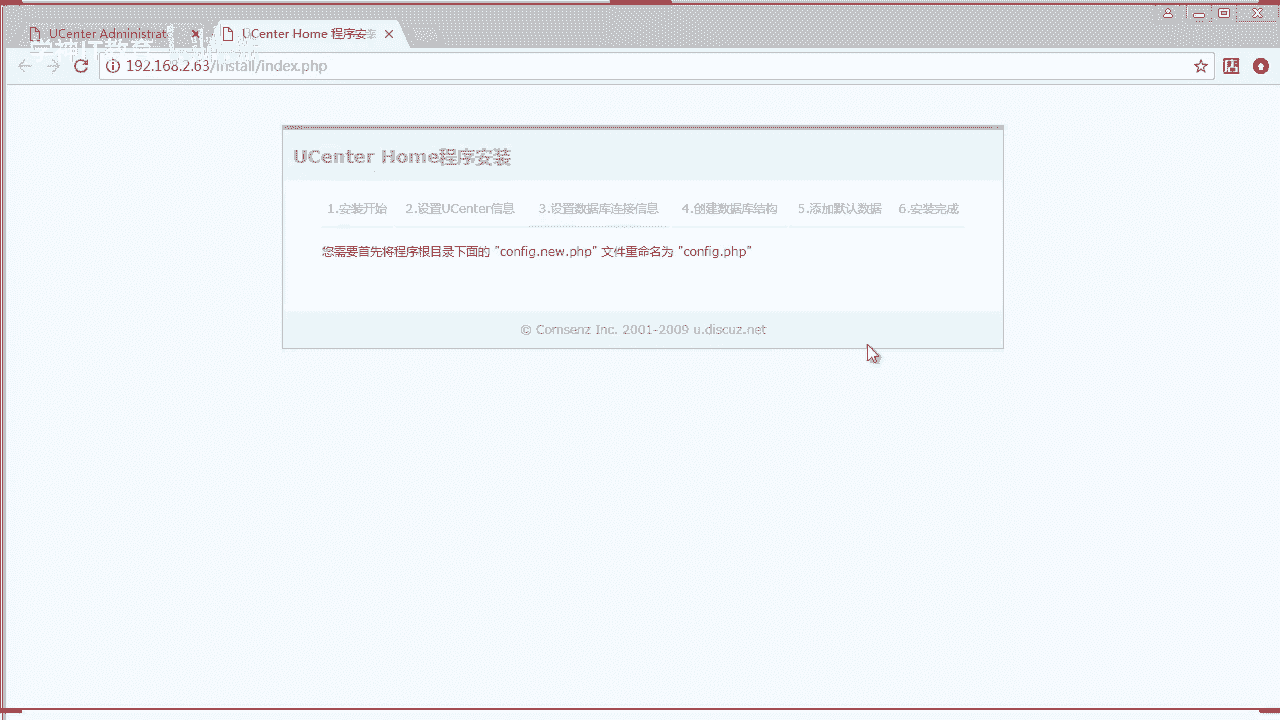 UCenter Administrat
UCenter Home 程序安装
192.168.2.63/install/index.php
UCenter Home程序安装
1.安装开始 2.设置UCenter信息 3.设置数据库连接信息 4.创建数据库结构 5.添加默认数据 6.安装完成
您需要首先将程序根目录下面的 "config.new.php" 文件重命名为 "config.php"
© Comsenz Inc. 2001-2009 u.discuz.net